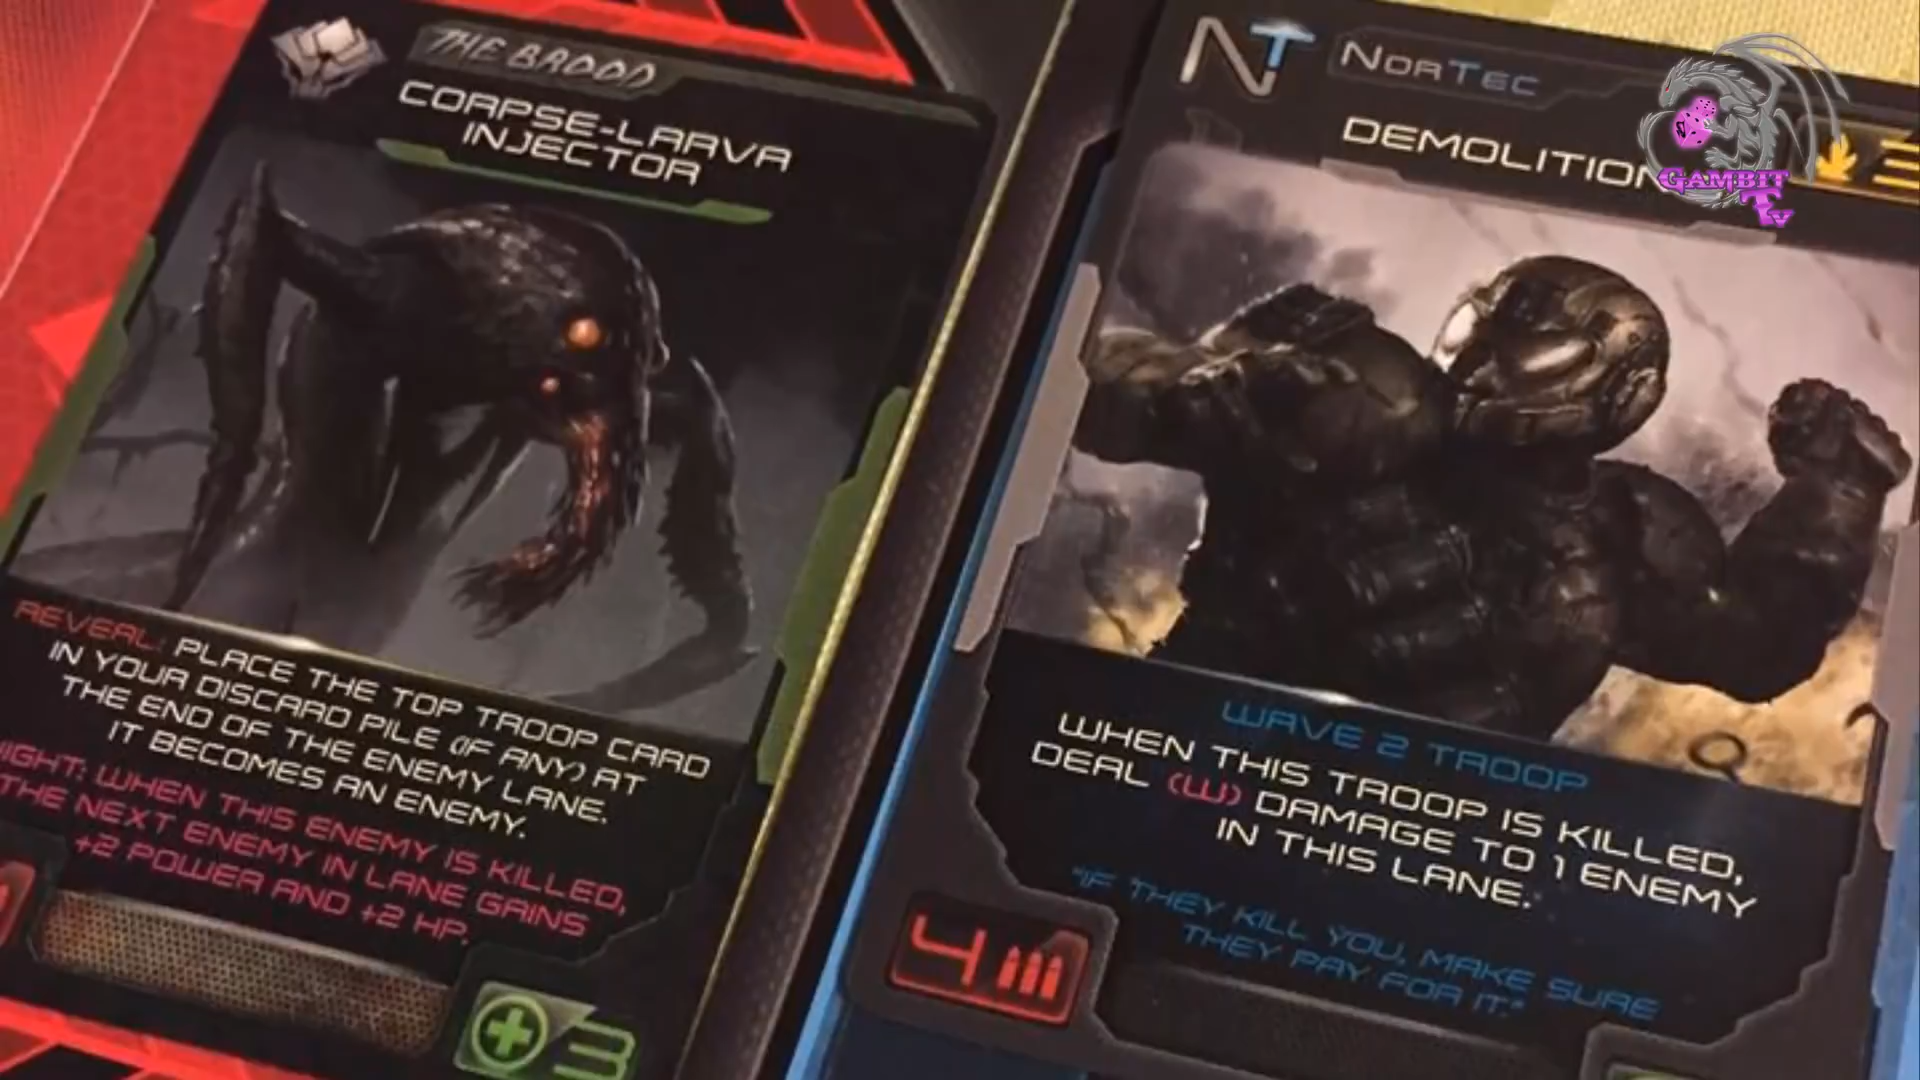 THE BROOD
CORPSE-LARVA
INJECTOR
REVEAL: PLACE THE TOP TROOP CARD
IN YOUR DISCARD PILE (IF ANY) AT
THE END OF THE ENEMY LANE.
IT BECOMES AN ENEMY.
WHEN THIS ENEMY IS KILLED,
THE NEXT ENEMY IN LANE GAINS
+2 POWER AND +2 HP.
3
NT
NORTEC
DEMOLITION
3
WAVE 2 TROOP
WHEN THIS TROOP IS KILLED,
DEAL (W) DAMAGE TO 1 ENEMY
IN THIS LANE.
"IF THEY KILL YOU, MAKE SURE
THEY PAY FOR IT."
4
GAMBIT
TV